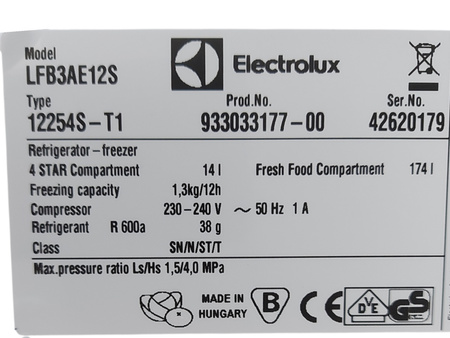 Model
LFB3AE12S
Electrolux
Type Prod.No. Ser.No.
12254S-T1 933033177-00 42620179
Refrigerator-freezer
4 STAR Compartment 14 l Fresh Food Compartment 174 l
Freezing capacity 1,3kg/12h
Compressor 230-240 V ~ 50 Hz 1 A
Refrigerant R 600a 38 g
Class SN/N/ST/T
Max.pressure ratio Ls/Hs 1,5/4,0 MPa
MADE IN
HUNGARY
B CE DVE GS